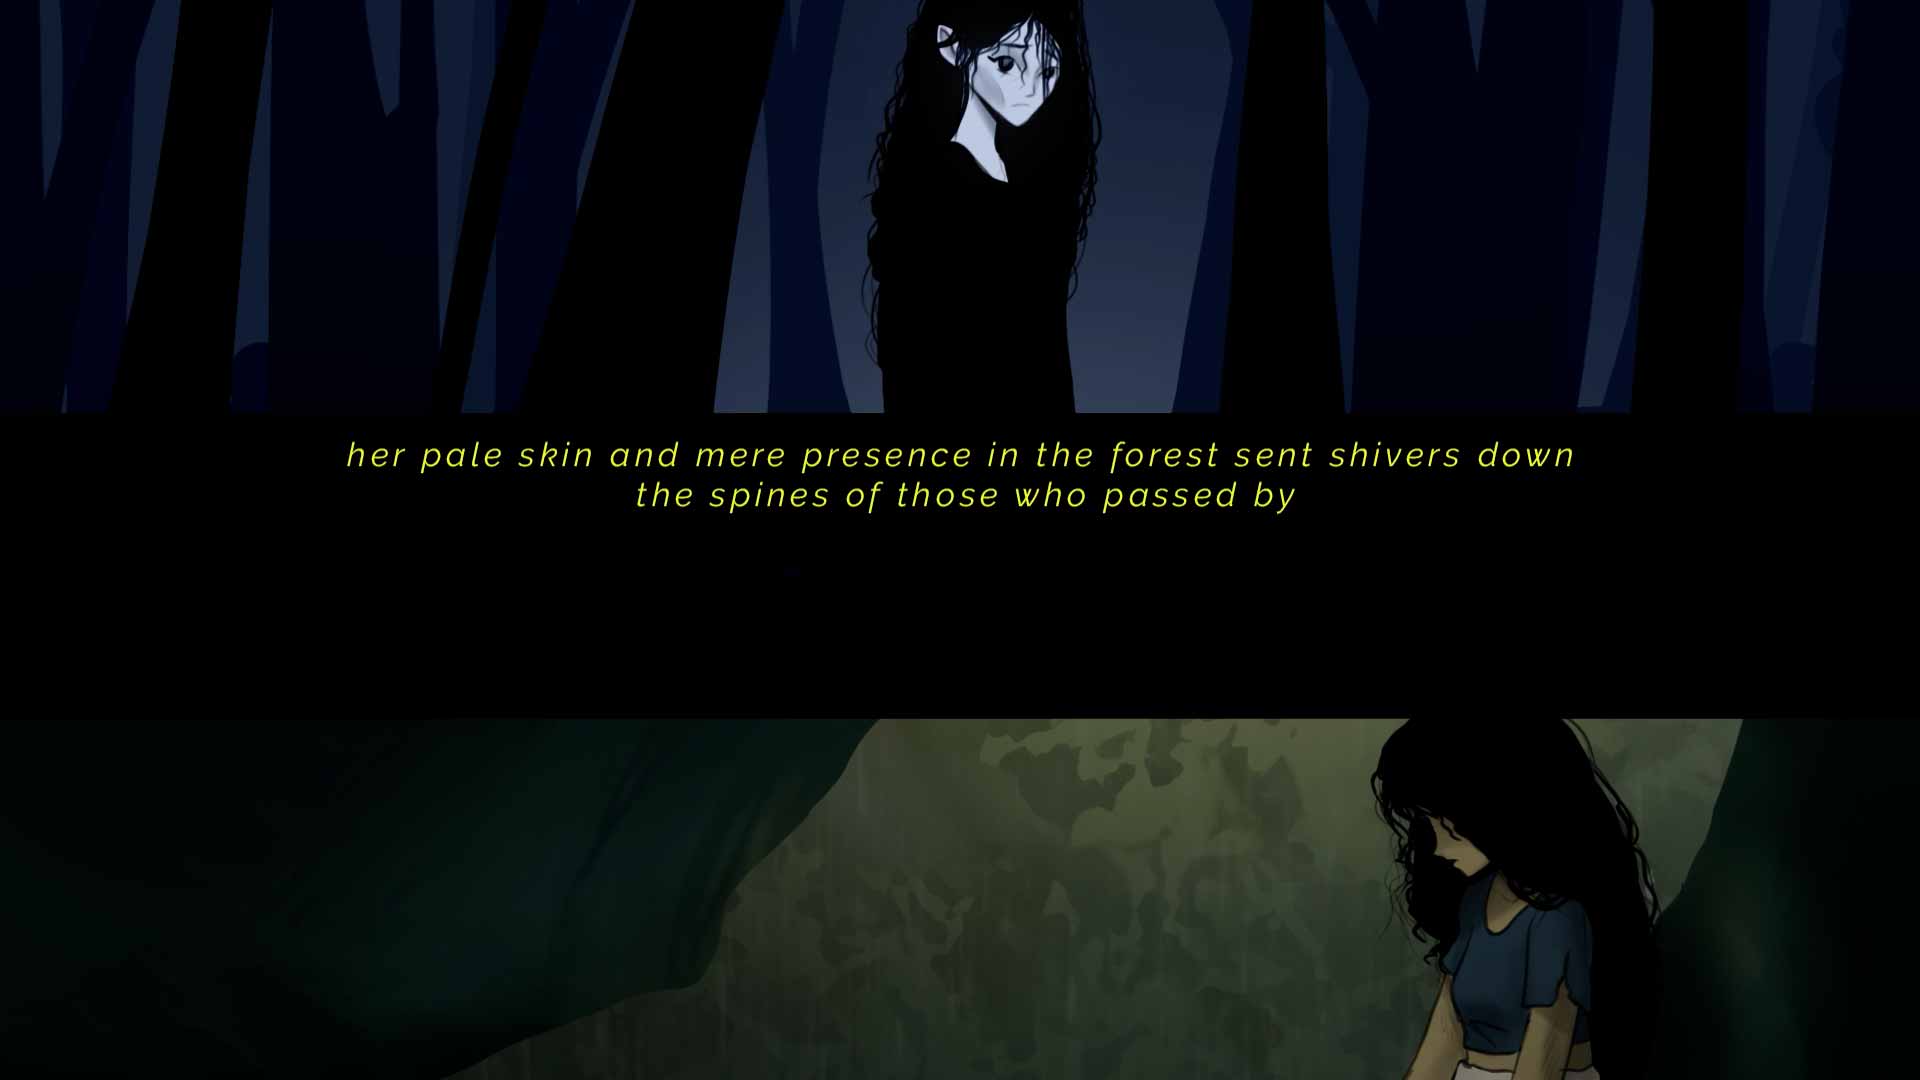 her pale skin and mere presence in the forest sent shivers down
the spines of those who passed by